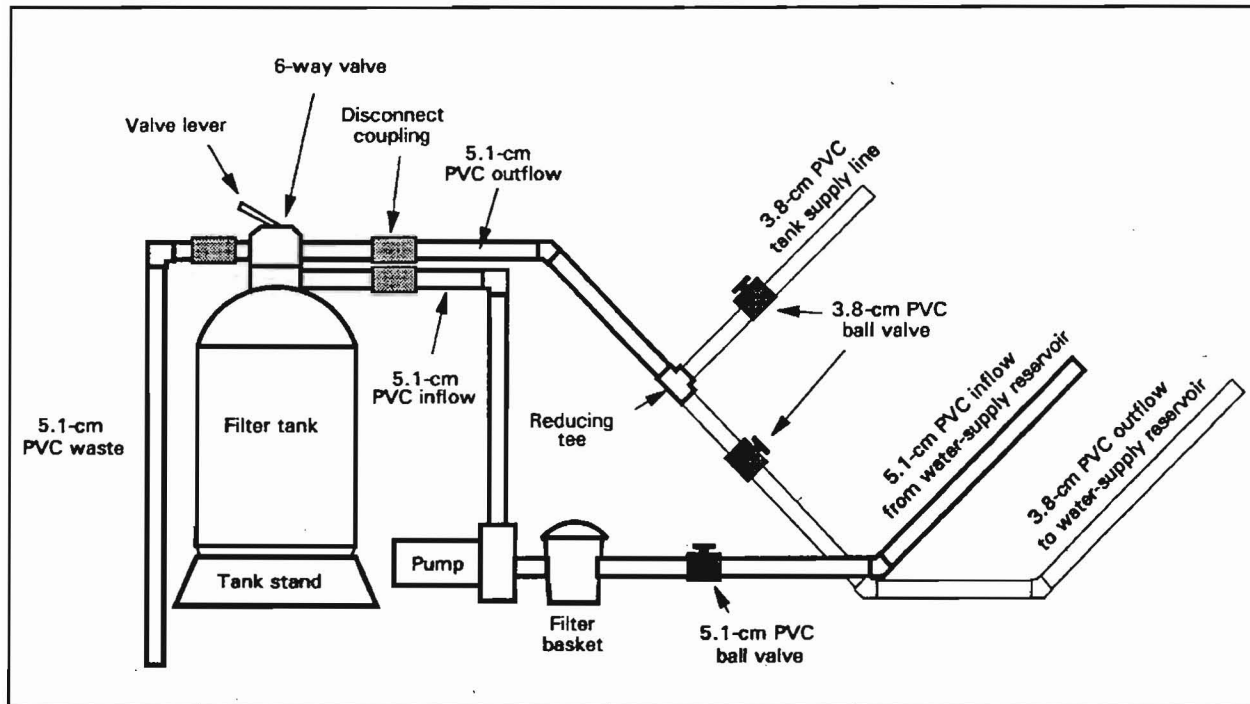 6-way valve
Valve lever
Disconnect
coupling
5.1-cm
PVC outflow
3.8-cm PVC
tank supply line
3.8-cm PVC
ball valve
5.1-cm
PVC inflow
Reducing
tee
5.1-cm PVC inflow
from water-supply reservoir
3.8-cm PVC outflow
to water-supply reservoir
5.1-cm
PVC waste
Filter tank
Pump
Tank stand
Filter
basket
5.1-cm PVC
ball valve